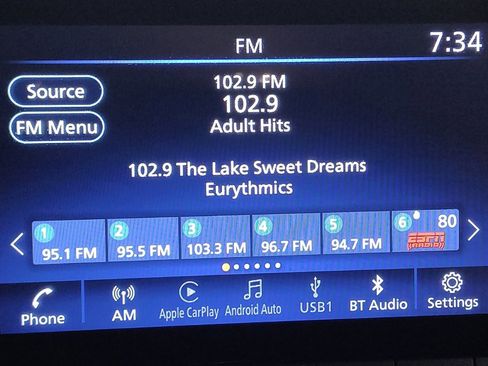 FM
7:34
Source
102.9 FM
102.9
FM Menu
Adult Hits
102.9 The Lake Sweet Dreams
Eurythmics
1 95.1 FM
2 95.5 FM
3 103.3 FM
4 96.7 FM
5 94.7 FM
6 80
ESPN
RADIO
Phone
AM
Apple CarPlay
Android Auto
USB1
BT Audio
Settings